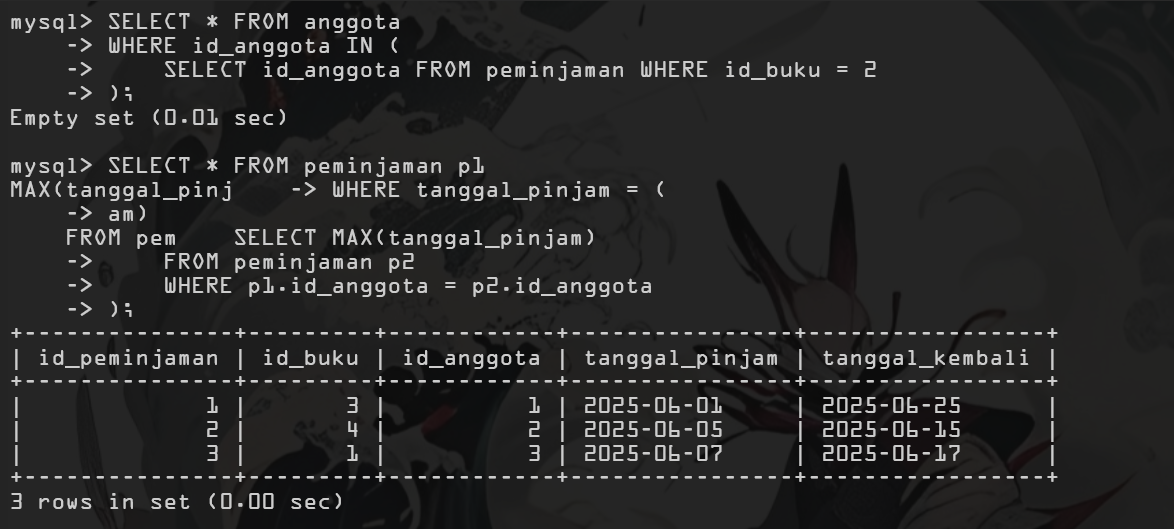 mysql> SELECT * FROM anggota
    -> WHERE id_anggota IN (
    ->     SELECT id_anggota FROM peminjaman WHERE id_buku = 2
    -> );
Empty set (0.01 sec)

mysql> SELECT * FROM peminjaman p1
MAX(tanggal_pinj    -> WHERE tanggal_pinjam = (
    -> am)
    FROM pem    SELECT MAX(tanggal_pinjam)
    ->     FROM peminjaman p2
    ->     WHERE p1.id_anggota = p2.id_anggota
    -> );
+---------------+---------+------------+----------------+-----------------+
| id_peminjaman | id_buku | id_anggota | tanggal_pinjam | tanggal_kembali |
+---------------+---------+------------+----------------+-----------------+
|             1 |       3 |          1 | 2025-06-01     | 2025-06-25      |
|             2 |       4 |          2 | 2025-06-05     | 2025-06-15      |
|             3 |       1 |          3 | 2025-06-07     | 2025-06-17      |
+---------------+---------+------------+----------------+-----------------+
3 rows in set (0.00 sec)